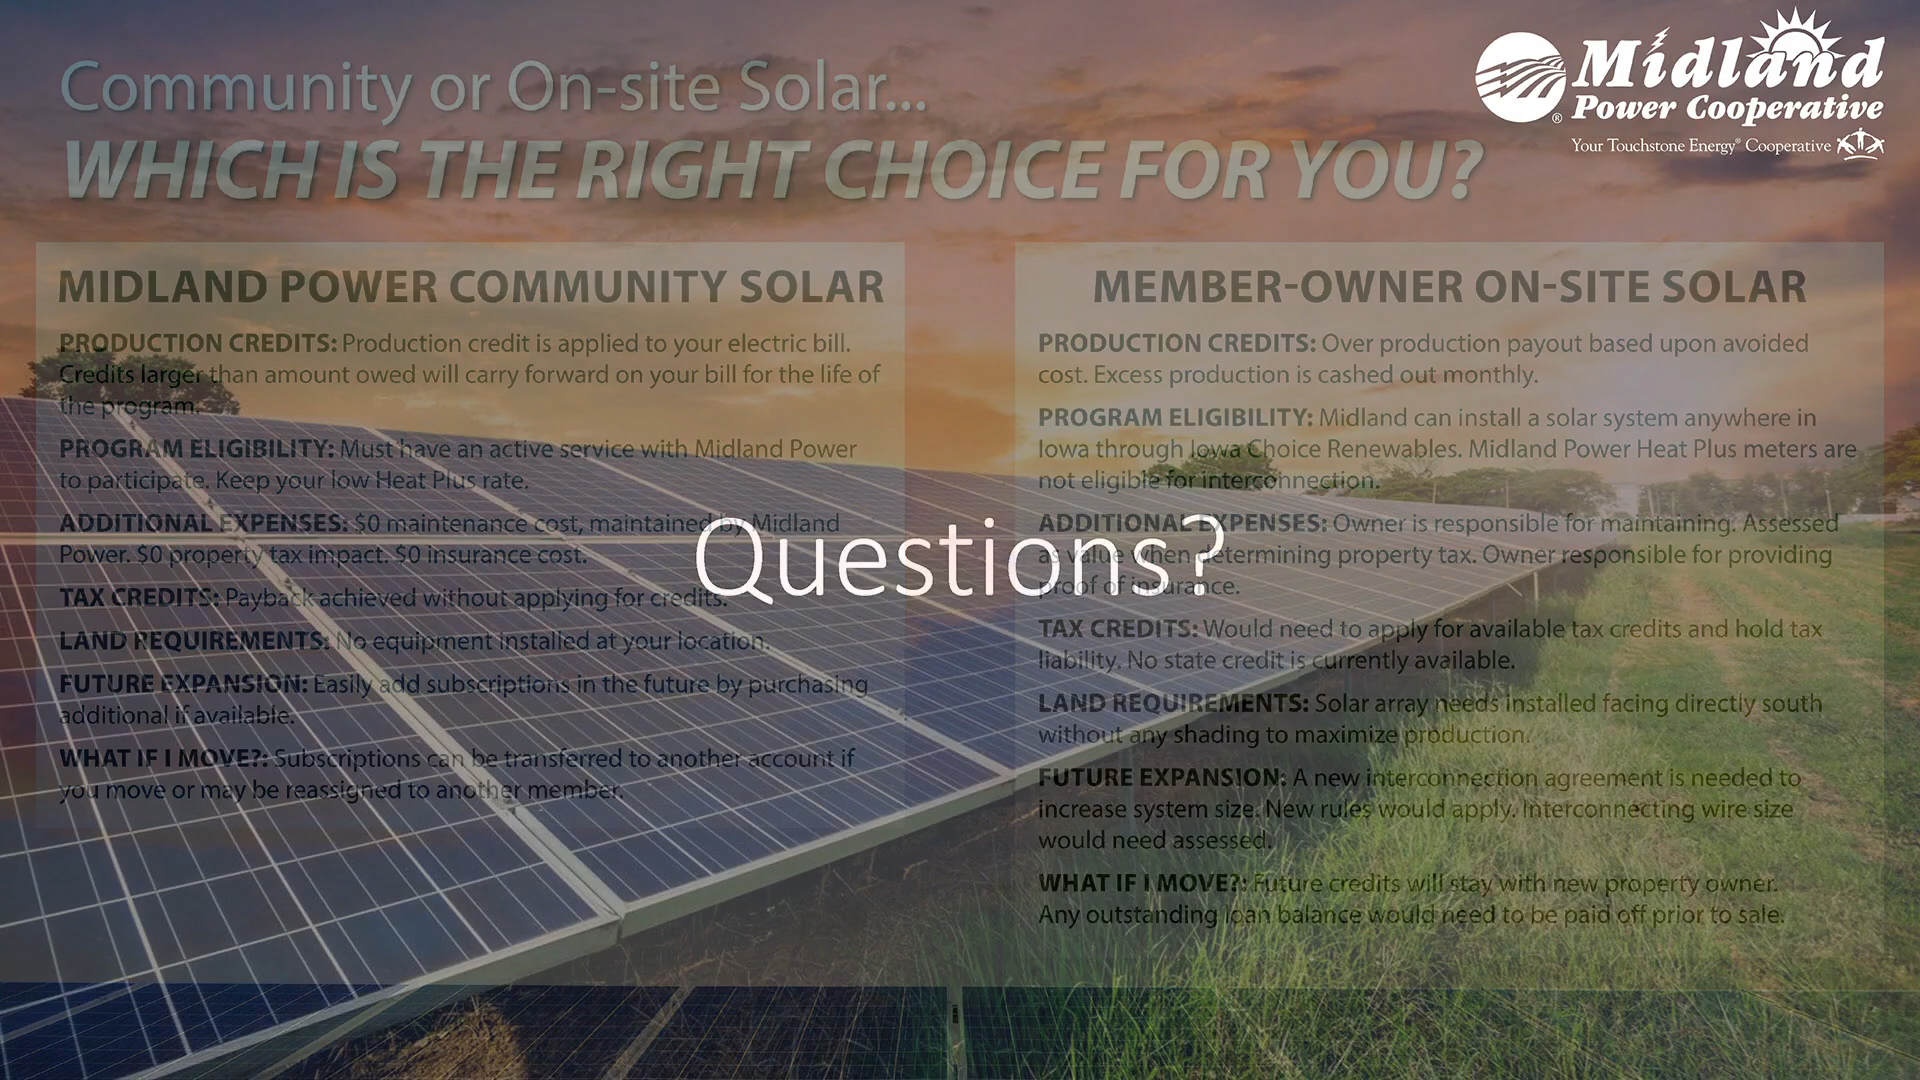 Community or On-site Solar...
WHICH IS THE RIGHT CHOICE FOR YOU?
Midland
Power Cooperative
®
Your Touchstone Energy® Cooperative
MIDLAND POWER COMMUNITY SOLAR
PRODUCTION CREDITS: Production credit is applied to your electric bill.
Credits larger than amount owed will carry forward on your bill for the life of
the program.
PROGRAM ELIGIBILITY: Must have an active service with Midland Power
to participate. Keep your low Heat Plus rate.
ADDITIONAL EXPENSES: $0 maintenance cost, maintained by Midland
Power. $0 property tax impact. $0 insurance cost.
TAX CREDITS: Payback achieved without applying for credits.
LAND REQUIREMENTS: No equipment installed at your location.
FUTURE EXPANSION: Easily add subscriptions in the future by purchasing
additional if available.
WHAT IF I MOVE?: Subscriptions can be transferred to another account if
you move or may be reassigned to another member.
MEMBER-OWNER ON-SITE SOLAR
PRODUCTION CREDITS: Over production payout based upon avoided
cost. Excess production is cashed out monthly.
PROGRAM ELIGIBILITY: Midland can install a solar system anywhere in
Iowa through Iowa Choice Renewables. Midland Power Heat Plus meters are
not eligible for interconnection.
ADDITIONAL EXPENSES: Owner is responsible for maintaining. Assessed
as value when determining property tax. Owner responsible for providing
proof of insurance.
TAX CREDITS: Would need to apply for available tax credits and hold tax
liability. No state credit is currently available.
LAND REQUIREMENTS: Solar array needs installed facing directly south
without any shading to maximize production.
FUTURE EXPANSION: A new interconnection agreement is needed to
increase system size. New rules would apply. Interconnecting wire size
would need assessed.
WHAT IF I MOVE?: Future credits will stay with new property owner.
Any outstanding loan balance would need to be paid off prior to sale.
Questions?